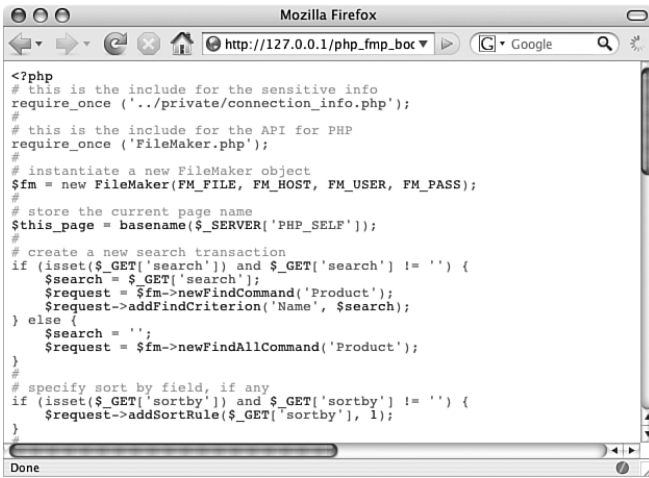 Mozilla Firefox
http://127.0.0.1/php_fmp_boc
G Google
<?php
# this is the include for the sensitive info
require_once ('../private/connection_info.php');
#
# this is the include for the API for PHP
require_once ('FileMaker.php');
#
# instantiate a new FileMaker object
$fm = new FileMaker(FM_FILE, FM_HOST, FM_USER, FM_PASS);
#
# store the current page name
$this_page = basename($_SERVER['PHP_SELF']);
#
# create a new search transaction
if (isset($_GET['search']) and $_GET['search'] != '') {
    $search = $_GET['search'];
    $request = $fm->newFindCommand('Product');
    $request->addFindCriterion('Name', $search);
} else {
    $search = '';
    $request = $fm->newFindAllCommand('Product');
}
#
# specify sort by field, if any
if (isset($_GET['sortby']) and $_GET['sortby'] != '') {
    $request->addSortRule($_GET['sortby'], 1);
}
#
Done